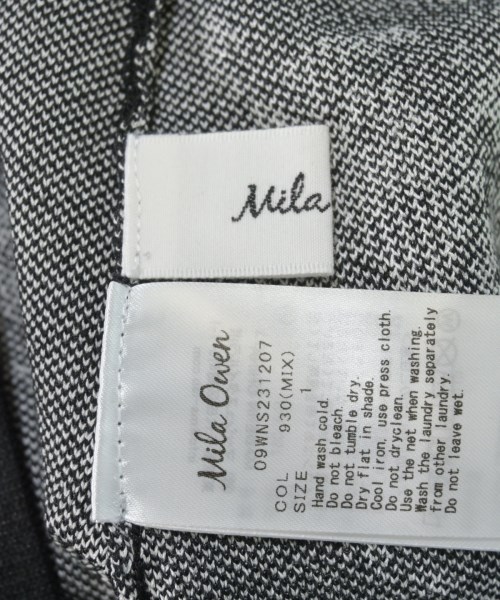 Mila
Mila Owen
09WNS231207
COL 930(MIX)
SIZE 1
Hand wash cold.
Do not bleach.
Do not tumble dry.
Dry flat in shade.
Cool iron, use press cloth.
Do not dryclean.
Use the net when washing.
Wash the laundry separately
from other laundry.
Do not leave wet.